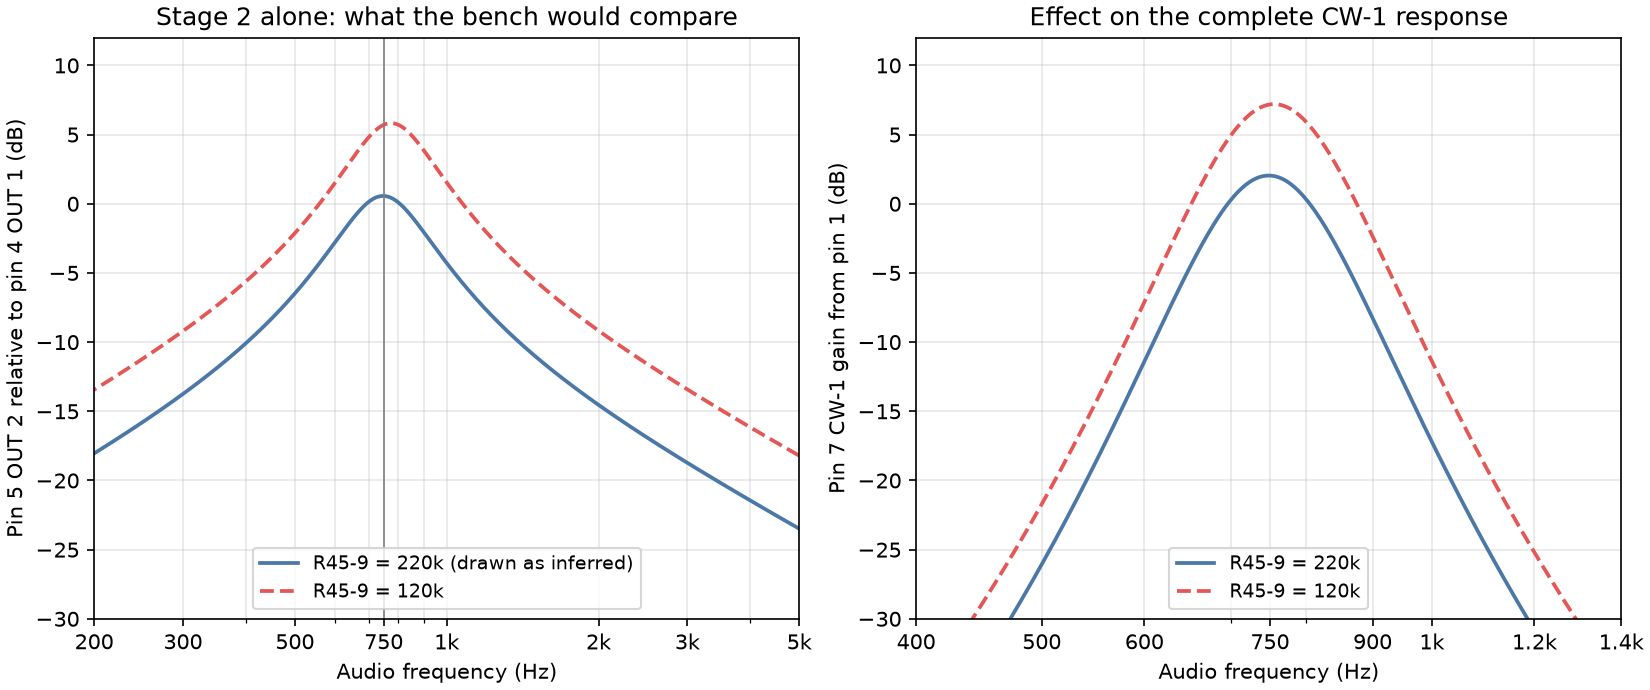 Stage 2 alone: what the bench would compare
Pin 5 OUT 2 relative to pin 4 OUT 1 (dB)
10
5
0
−5
−10
−15
−20
−25
−30
R45-9 = 220k (drawn as inferred)
R45-9 = 120k
200
300
500
750
1k
2k
3k
5k
Audio frequency (Hz)
Effect on the complete CW-1 response
Pin 7 CW-1 gain from pin 1 (dB)
10
5
0
−5
−10
−15
−20
−25
−30
R45-9 = 220k
R45-9 = 120k
400
500
600
750
900
1k
1.2k
1.4k
Audio frequency (Hz)